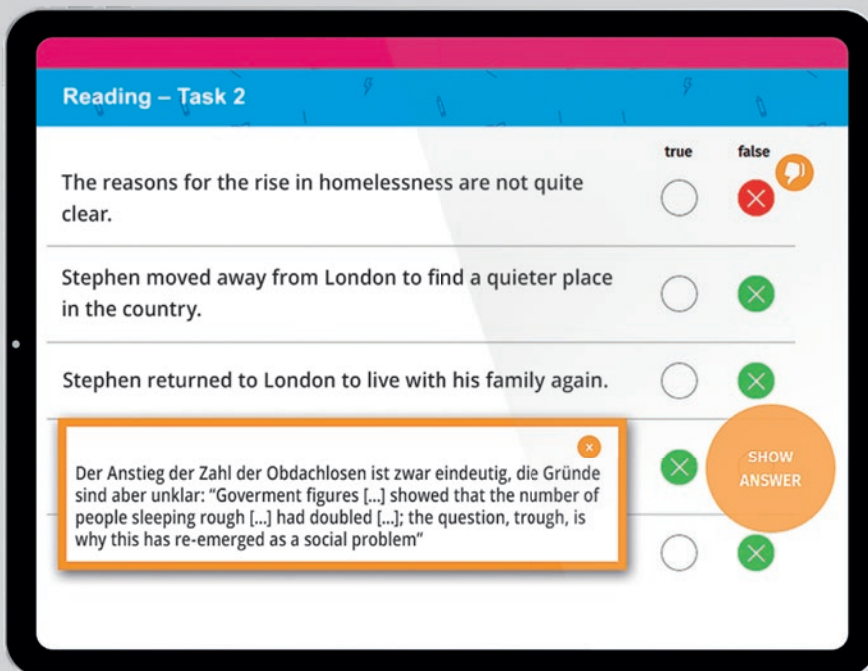 Reading – Task 2
true false
The reasons for the rise in homelessness are not quite
clear.
Stephen moved away from London to find a quieter place
in the country.
Stephen returned to London to live with his family again.
Der Anstieg der Zahl der Obdachlosen ist zwar eindeutig, die Gründe
sind aber unklar: “Goverment figures [...] showed that the number of
people sleeping rough [...] had doubled [...]; the question, trough, is
why this has re-emerged as a social problem”
SHOW
ANSWER